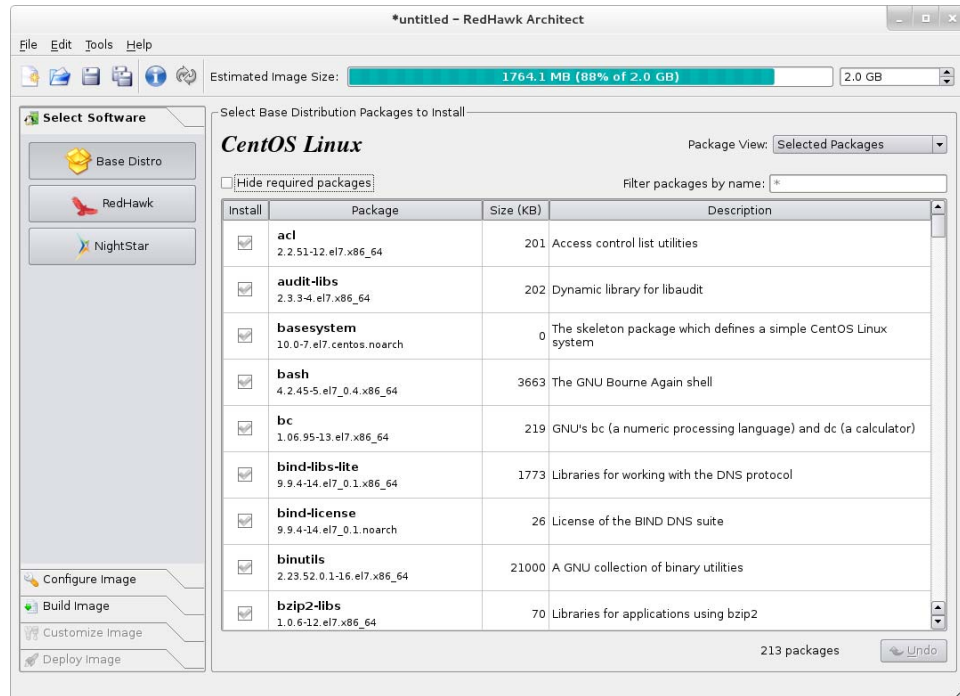 *untitled – RedHawk Architect
File Edit Tools Help
Estimated Image Size: 1764.1 MB (88% of 2.0 GB) 2.0 GB
Select Software
Base Distro
RedHawk
NightStar
Configure Image
Build Image
Customize Image
Deploy Image
Select Base Distribution Packages to Install
CentOS Linux
Package View: Selected Packages
Hide required packages
Filter packages by name: *
Install Package Size (KB) Description
acl
2.2.51-12.el7.x86_64
201 Access control list utilities
audit-libs
2.3.3-4.el7.x86_64
202 Dynamic library for libaudit
basesystem
10.0-7.el7.centos.noarch
0 The skeleton package which defines a simple CentOS Linux
system
bash
4.2.45-5.el7_0.4.x86_64
3663 The GNU Bourne Again shell
bc
1.06.95-13.el7.x86_64
219 GNU's bc (a numeric processing language) and dc (a calculator)
bind-libs-lite
9.9.4-14.el7_0.1.x86_64
1773 Libraries for working with the DNS protocol
bind-license
9.9.4-14.el7_0.1.noarch
26 License of the BIND DNS suite
binutils
2.23.52.0.1-16.el7.x86_64
21000 A GNU collection of binary utilities
bzip2-libs
1.0.6-12.el7.x86_64
70 Libraries for applications using bzip2
213 packages
Undo